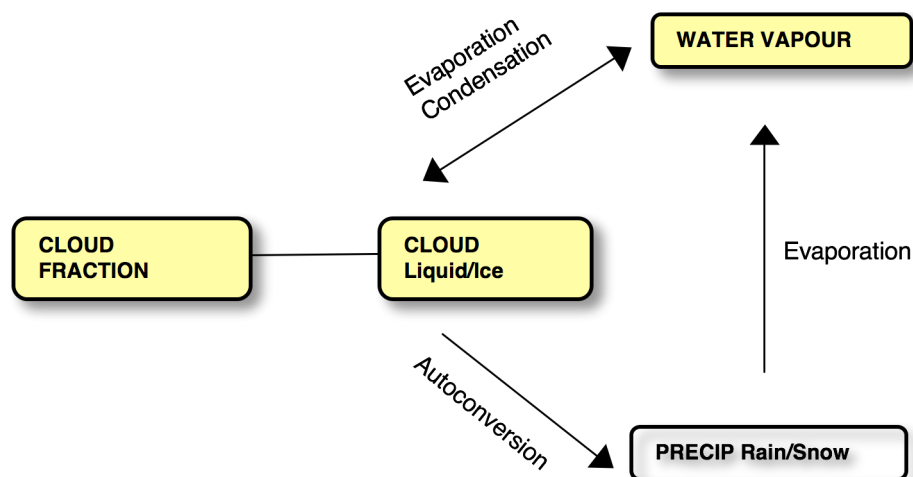 WATER VAPOUR
Evaporation
Condensation
CLOUD
FRACTION
CLOUD
Liquid/Ice
Evaporation
Autoconversion
PRECIP Rain/Snow